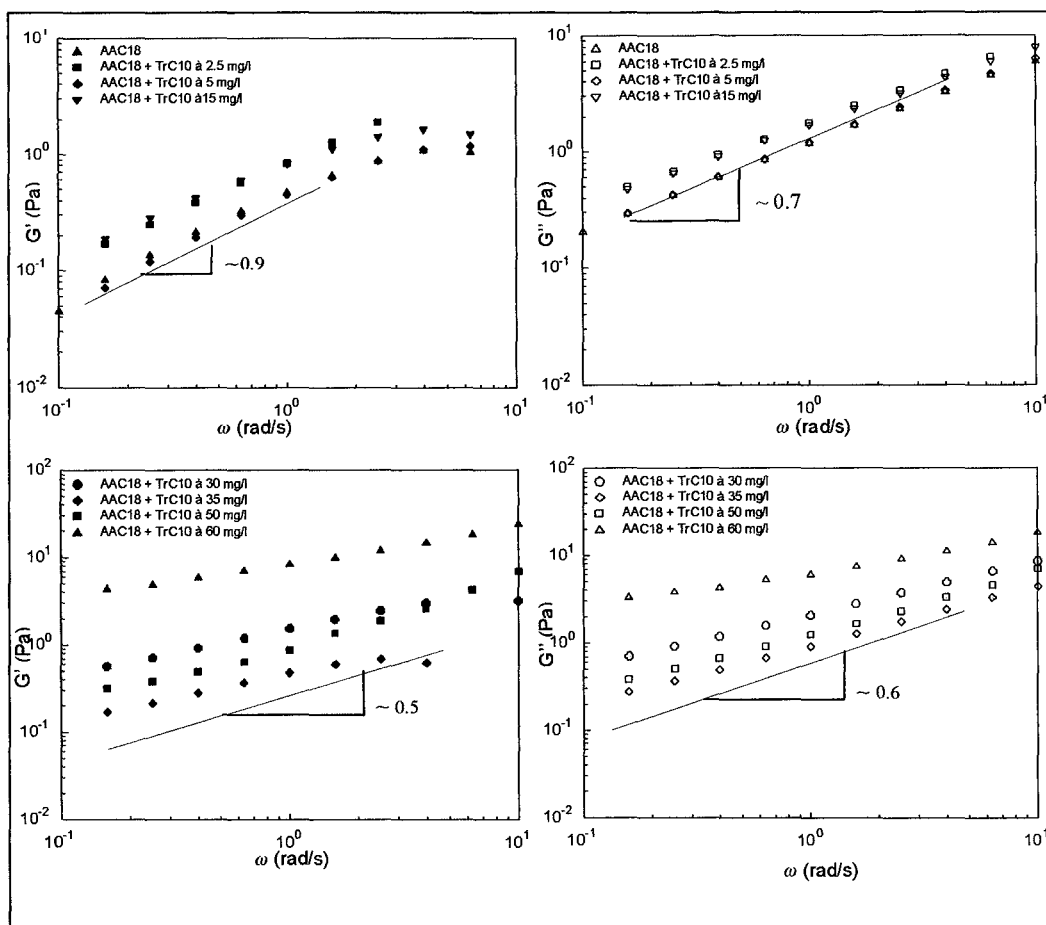 10¹
AAC18
AAC18 + TrC10 à 2.5 mg/l
AAC18 + TrC10 à 5 mg/l
AAC18 + TrC10 à15 mg/l
10⁰
G' (Pa)
10⁻¹
~0.9
10⁻²
10⁻¹
10⁰
10¹
ω (rad/s)
10¹
AAC18
AAC18 +TrC10 à 2.5 mg/l
AAC18 + TrC10 à 5 mg/l
AAC18 + TrC10 à15 mg/l
10⁰
G'' (Pa)
~ 0.7
10⁻¹
10⁻²
10⁻¹
10⁰
10¹
ω (rad/s)
10²
AAC18 + TrC10 à 30 mg/l
AAC18 + TrC10 à 35 mg/l
AAC18 + TrC10 à 50 mg/l
AAC18 + TrC10 à 60 mg/l
10¹
G' (Pa)
10⁰
~ 0.5
10⁻¹
10⁻²
10⁻¹
10⁰
10¹
ω (rad/s)
10²
AAC18 + TrC10 à 30 mg/l
AAC18 + TrC10 à 35 mg/l
AAC18 + TrC10 à 50 mg/l
AAC18 + TrC10 à 60 mg/l
10¹
G'' (Pa)
10⁰
~ 0.6
10⁻¹
10⁻²
10⁻¹
10⁰
10¹
ω (rad/s)